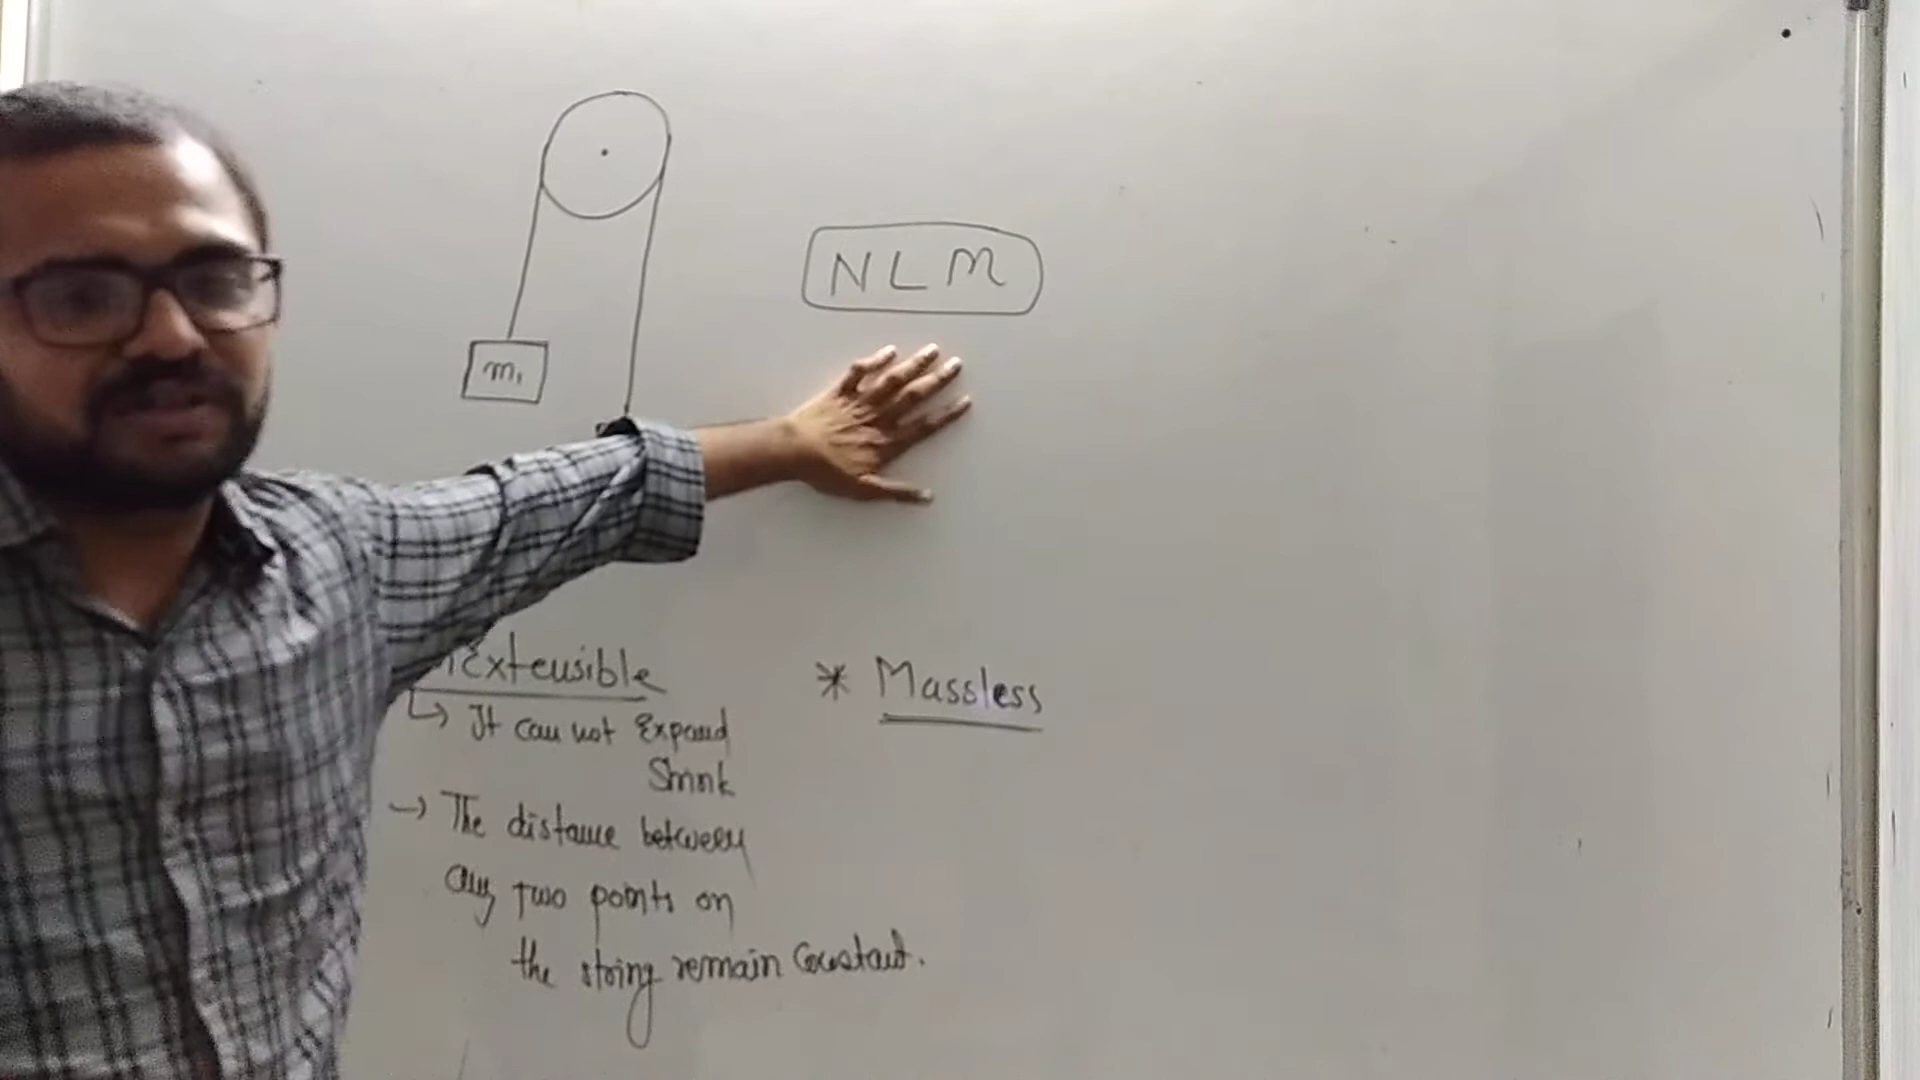 NLM
m₁
* Massless
↳ It can not Expand
Shrink
→ The distance between
any two points on
the string remain Constant.